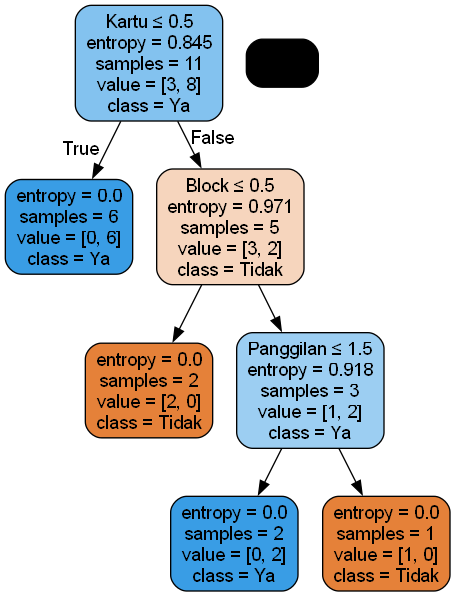 Kartu ≤ 0.5
entropy = 0.845
samples = 11
value = [3, 8]
class = Ya
True
False
entropy = 0.0
samples = 6
value = [0, 6]
class = Ya
Block ≤ 0.5
entropy = 0.971
samples = 5
value = [3, 2]
class = Tidak
entropy = 0.0
samples = 2
value = [2, 0]
class = Tidak
Panggilan ≤ 1.5
entropy = 0.918
samples = 3
value = [1, 2]
class = Ya
entropy = 0.0
samples = 2
value = [0, 2]
class = Ya
entropy = 0.0
samples = 1
value = [1, 0]
class = Tidak